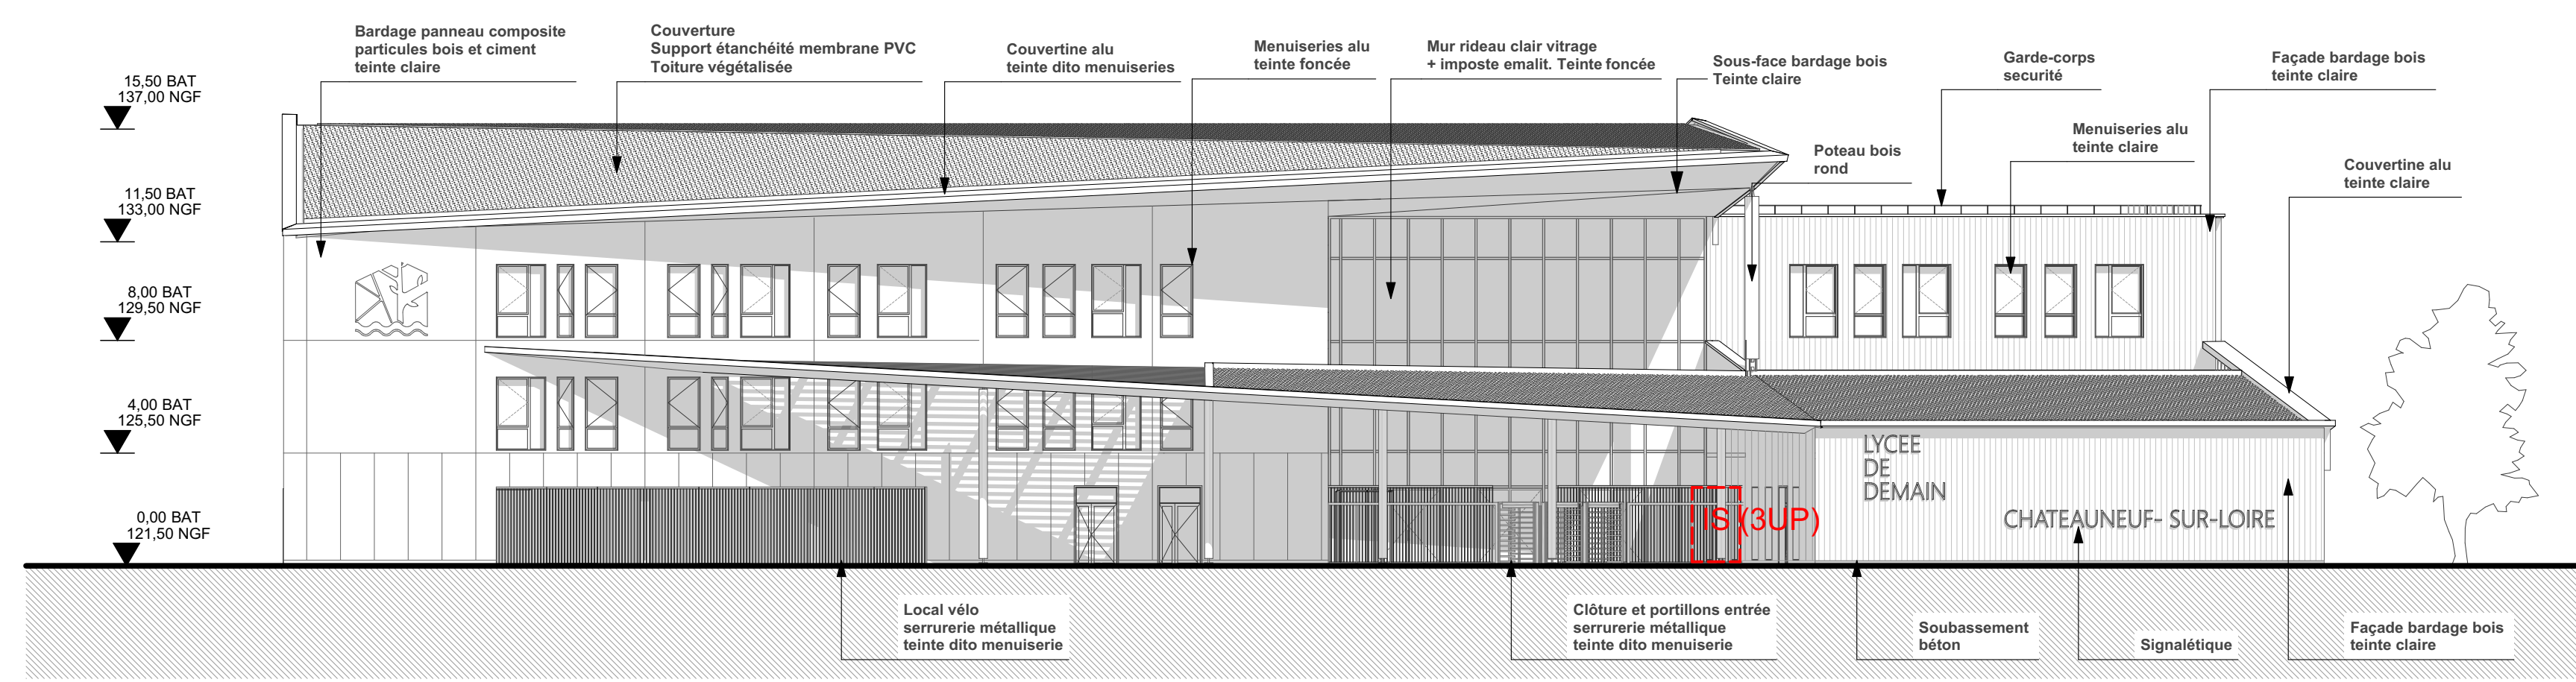 Bardage panneau composite
particules bois et ciment
teinte claire
Couverture
Support étanchéité membrane PVC
Toiture végétalisée
Couvertine alu
teinte dito menuiseries
Menuiseries alu
teinte foncée
Mur rideau clair vitrage
+ imposte emalit. Teinte foncée
Sous-face bardage bois
Teinte claire
Garde-corps
securité
Façade bardage bois
teinte claire
Poteau bois
rond
Menuiseries alu
teinte claire
Couvertine alu
teinte claire
15,50 BAT
137,00 NGF
11,50 BAT
133,00 NGF
8,00 BAT
129,50 NGF
4,00 BAT
125,50 NGF
0,00 BAT
121,50 NGF
LYCEE
DE
DEMAIN
CHATEAUNEUF- SUR-LOIRE
IS (3UP)
Local vélo
serrurerie métallique
teinte dito menuiserie
Clôture et portillons entrée
serrurerie métallique
teinte dito menuiserie
Soubassement
béton
Signalétique
Façade bardage bois
teinte claire